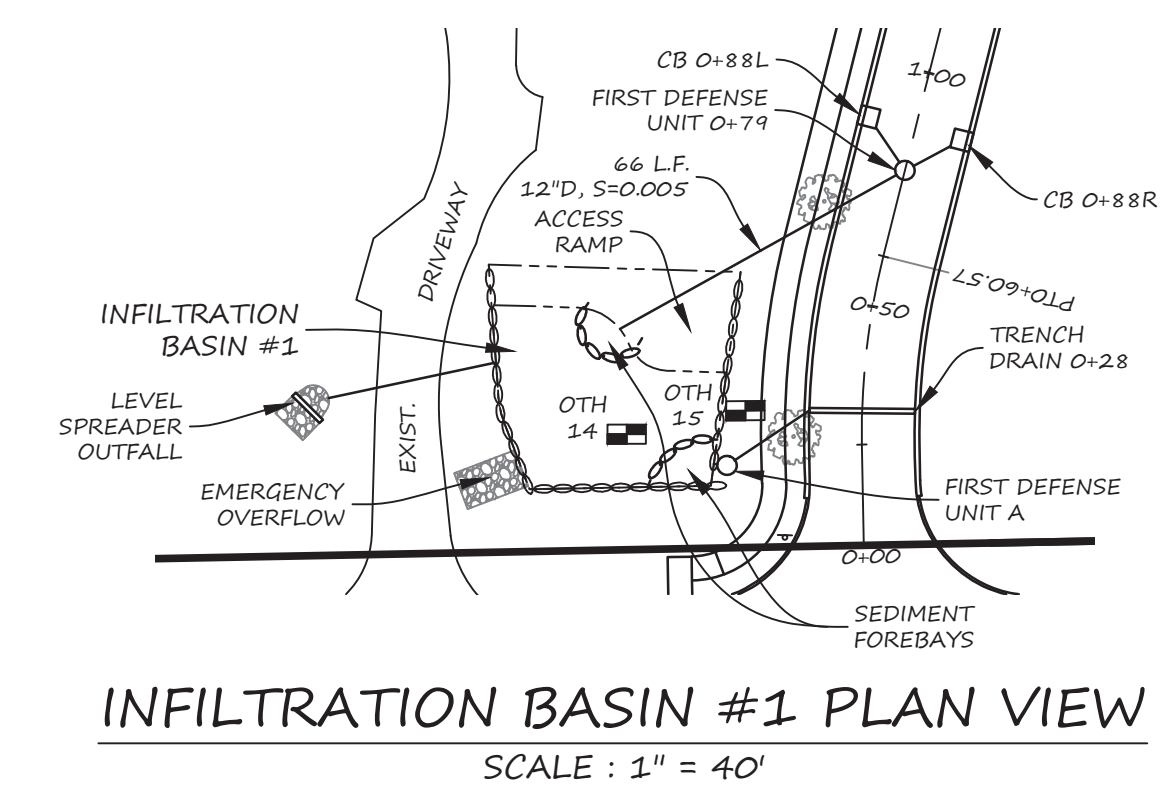 CB 0+88L
1+00
FIRST DEFENSE
UNIT 0+79
66 L.F.
12"D, S=0.005
CB 0+88R
ACCESS
RAMP
DRIVEWAY
PT0+60.57
0+50
INFILTRATION
BASIN #1
TRENCH
DRAIN 0+28
LEVEL
SPREADER
OUTFALL
EXIST.
OTH
14
OTH
15
EMERGENCY
OVERFLOW
FIRST DEFENSE
UNIT A
0+00
SEDIMENT
FOREBAYS
INFILTRATION BASIN #1 PLAN VIEW
SCALE : 1" = 40'